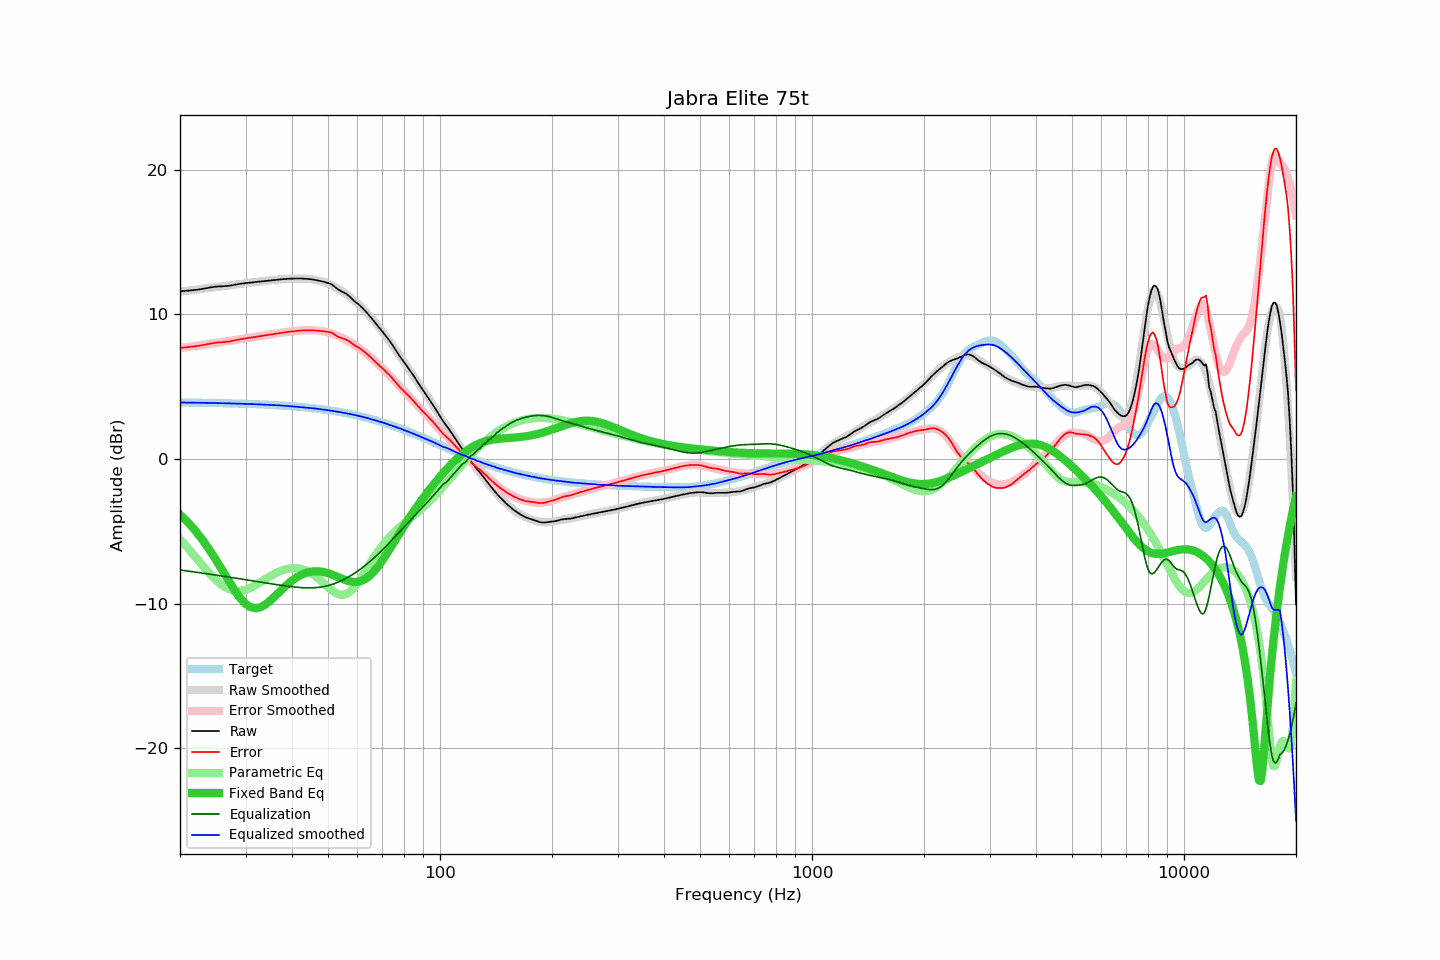 Jabra Elite 75t
Amplitude (dBr)
20
10
0
−10
−20
Target
Raw Smoothed
Error Smoothed
Raw
Error
Parametric Eq
Fixed Band Eq
Equalization
Equalized smoothed
100
1000
10000
Frequency (Hz)